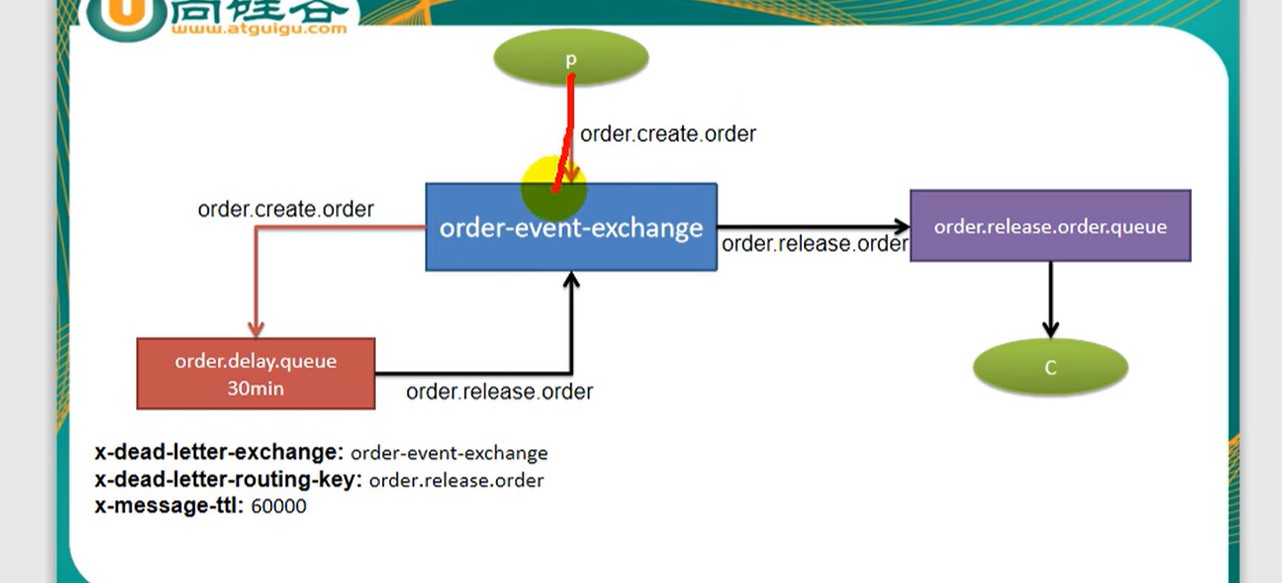 尚硅谷
www.atguigu.com
p
order.create.order
order.create.order
order-event-exchange
order.release.order
order.release.order.queue
order.delay.queue
30min
order.release.order
C
x-dead-letter-exchange: order-event-exchange
x-dead-letter-routing-key: order.release.order
x-message-ttl: 60000